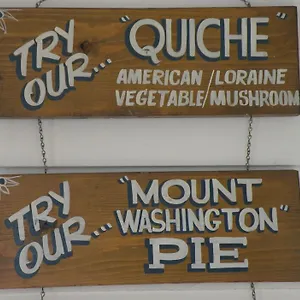 TRY OUR... "QUICHE"
AMERICAN/LORAINE
VEGETABLE/MUSHROOM
TRY OUR... "MOUNT
WASHINGTON"
PIE